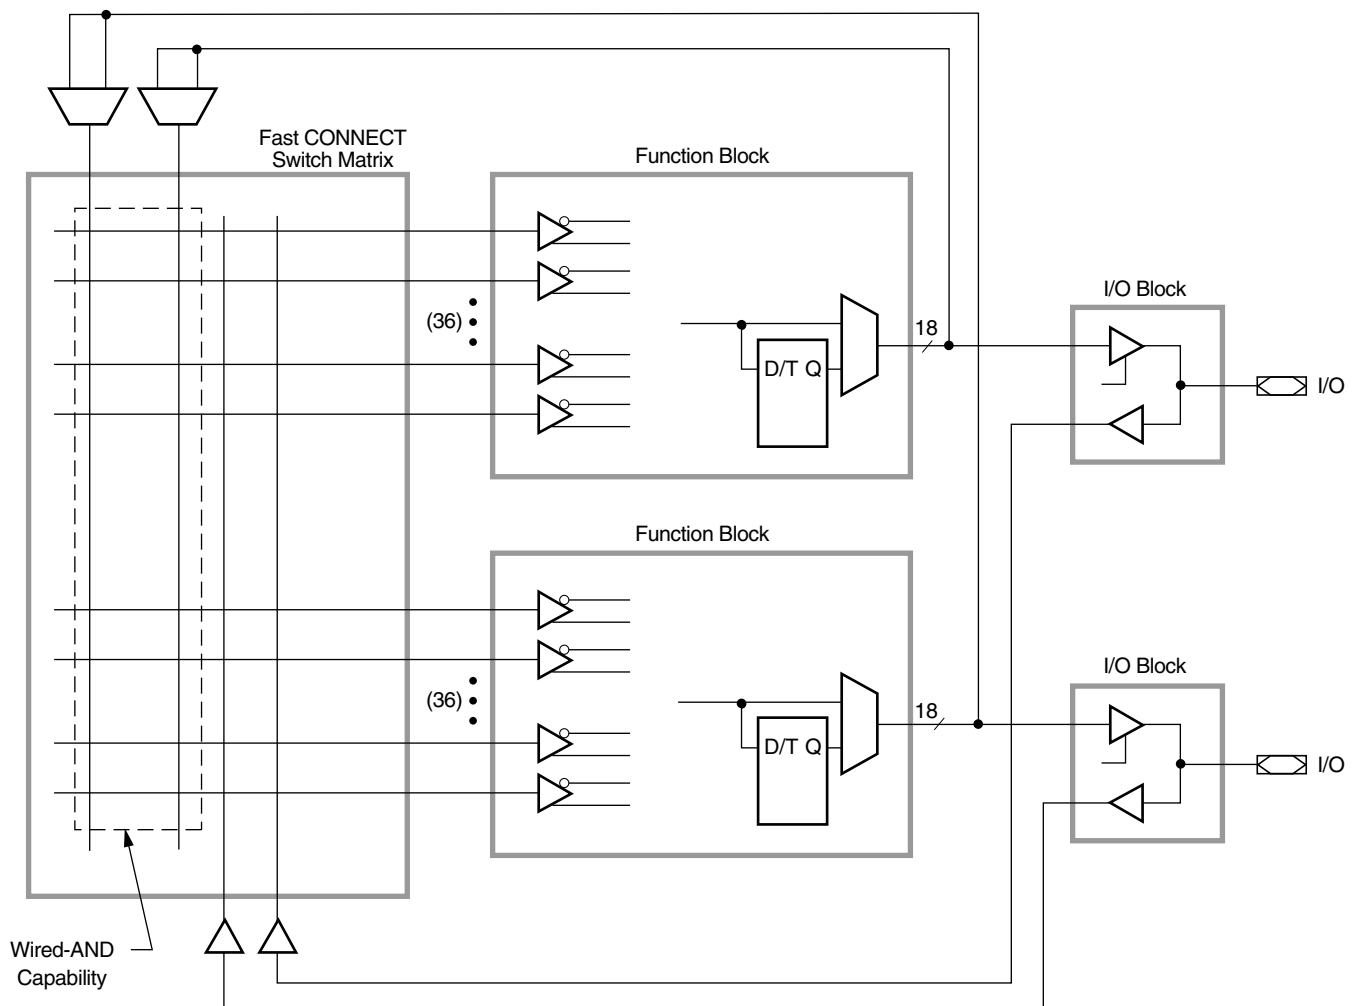 Fast CONNECT
Switch Matrix
Function Block
(36)
D/T Q
18
I/O Block
I/O
Function Block
(36)
D/T Q
18
I/O Block
I/O
Wired-AND
Capability